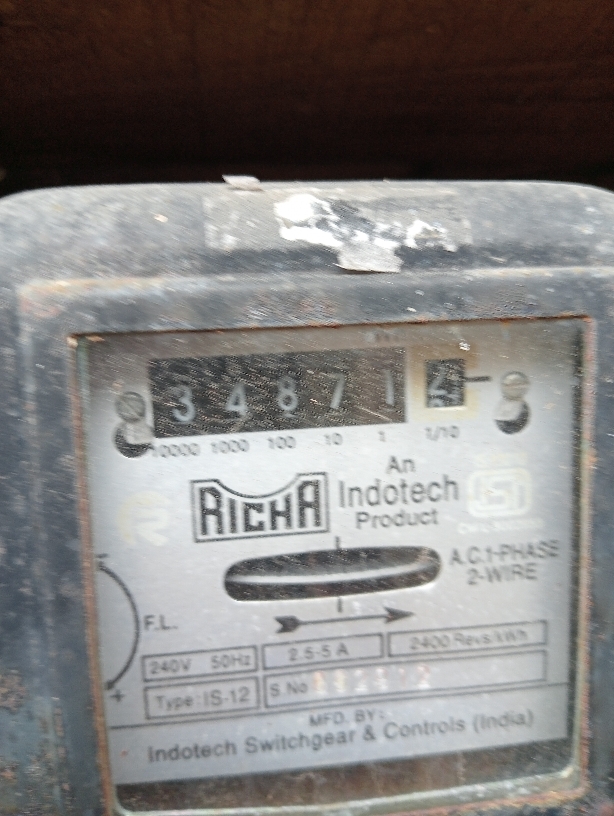 3 4 8 7 1 2
10000 1000 100 10 1 1/10
RICHA
An
Indotech
Product
A.C.1-PHASE
2-WIRE
F.L.
+
240V 50Hz
2.5-5 A
2400 Revs/kWh
Type: IS-12
S.No
MFD. BY:-
Indotech Switchgear & Controls (India)